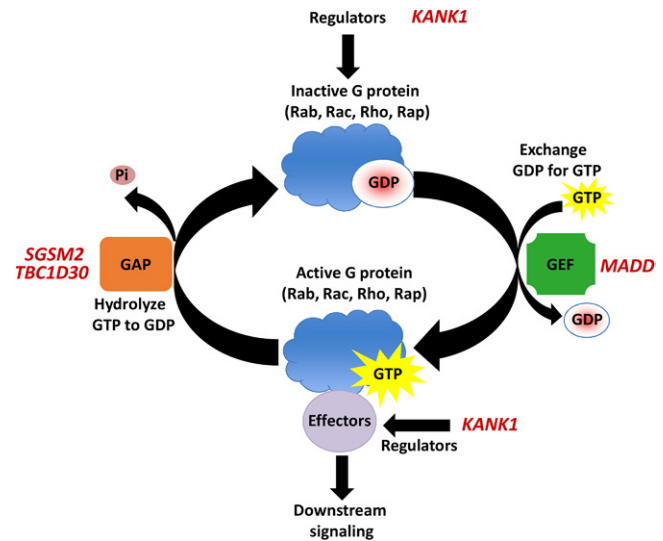 Regulators KANK1
Inactive G protein
(Rab, Rac, Rho, Rap)
GDP
Exchange
GDP for GTP
GTP
Pi
SGSM2
TBC1D30
GAP
Hydrolyze
GTP to GDP
GEF
MADD
GDP
Active G protein
(Rab, Rac, Rho, Rap)
GTP
Effectors
KANK1
Regulators
Downstream
signaling